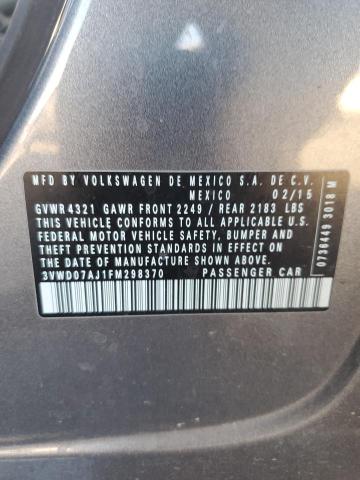 MFD BY VOLKSWAGEN DE MEXICO S.A. DE C.V.
MEXICO 02/15
GVWR 4321 GAWR FRONT 2249 / REAR 2183 LBS
THIS VEHICLE CONFORMS TO ALL APPLICABLE
FEDERAL MOTOR VEHICLE SAFETY, BUMPER AND
THEFT PREVENTION STANDARDS IN EFFECT ON THE
DATE OF MANUFACTURE SHOWN ABOVE.
3VWD07AJ1FM298370 PASSENGER CAR
0736449 3018 M